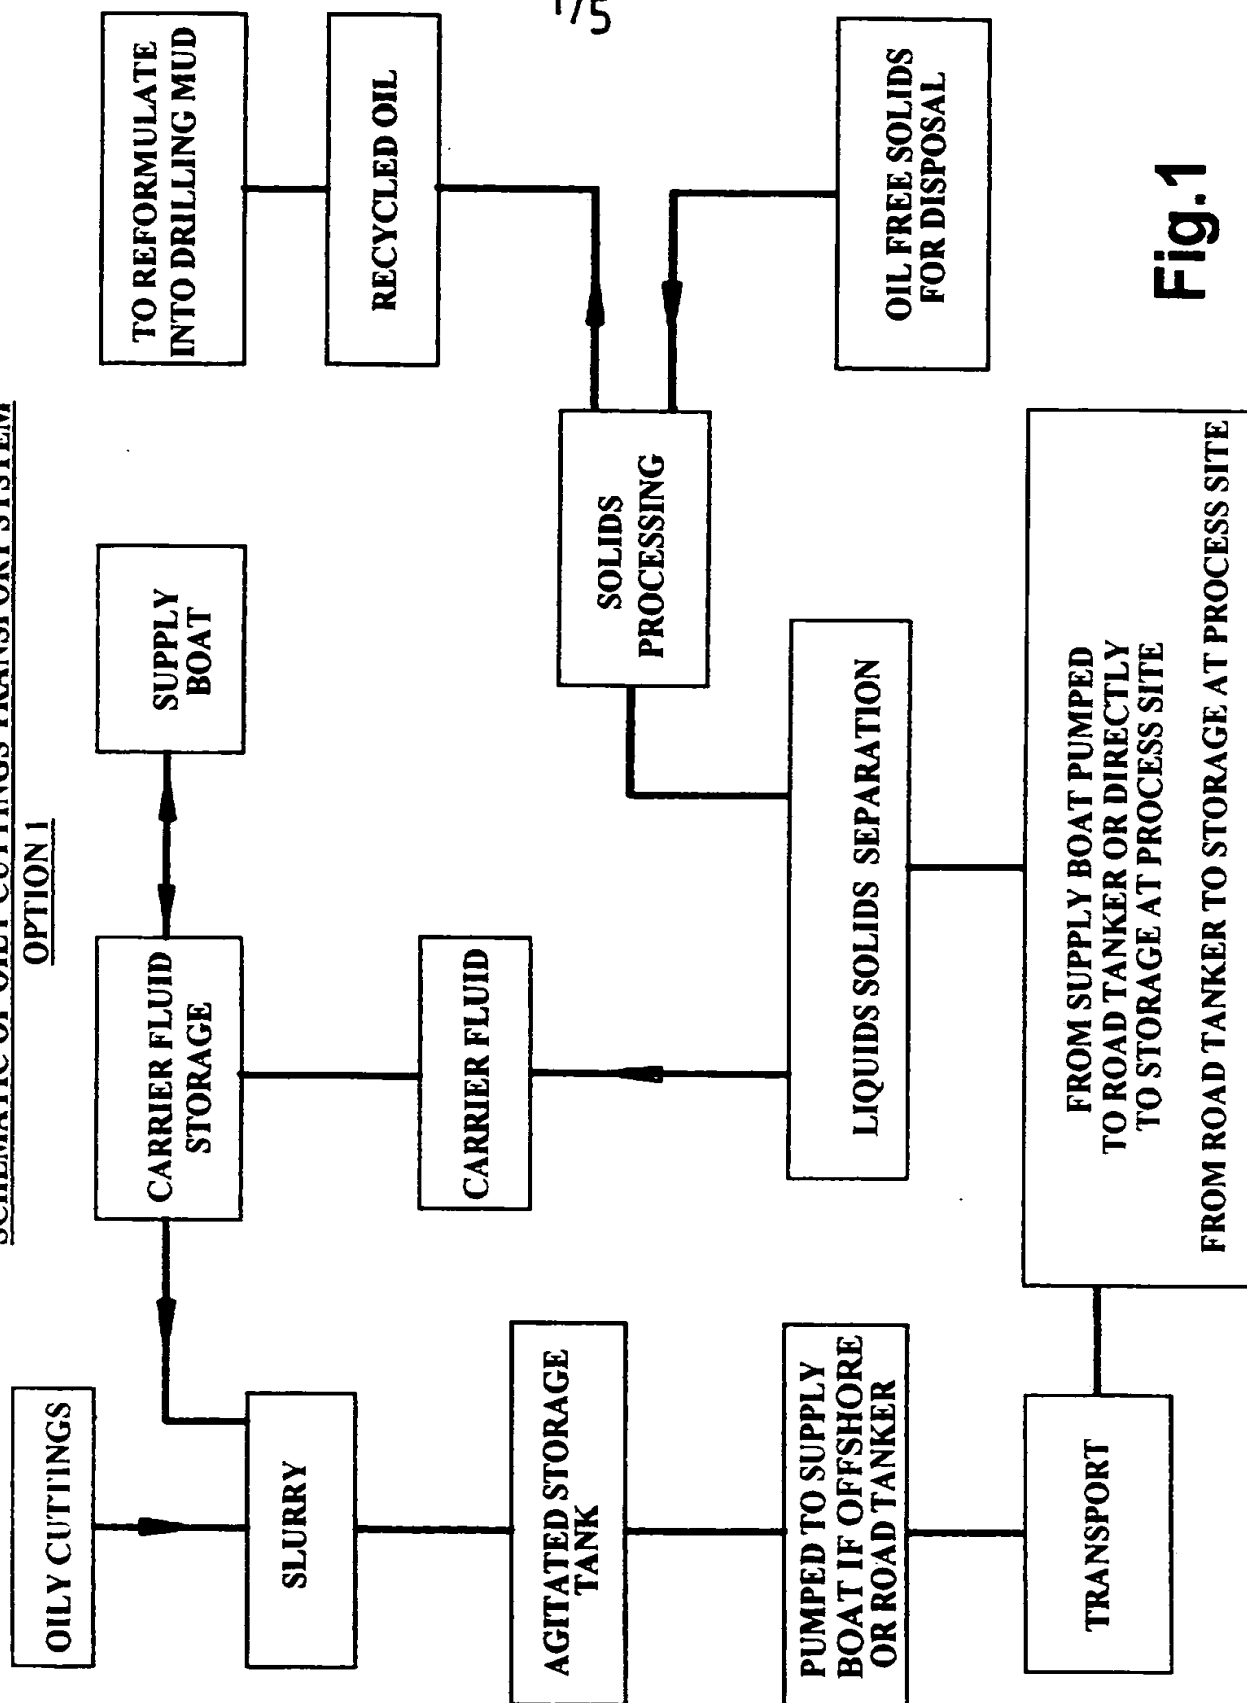 1/5
SCHEMATIC OF OILY CUTTINGS TRANSPORT SYSTEM
OPTION 1
OILY CUTTINGS
SLURRY
AGITATED STORAGE
TANK
PUMPED TO SUPPLY
BOAT IF OFFSHORE
OR ROAD TANKER
TRANSPORT
CARRIER FLUID
STORAGE
CARRIER FLUID
LIQUIDS SOLIDS SEPARATION
FROM SUPPLY BOAT PUMPED
TO ROAD TANKER OR DIRECTLY
TO STORAGE AT PROCESS SITE
FROM ROAD TANKER TO STORAGE AT PROCESS SITE
SUPPLY
BOAT
SOLIDS
PROCESSING
TO REFORMULATE
INTO DRILLING MUD
RECYCLED OIL
OIL FREE SOLIDS
FOR DISPOSAL
Fig.1